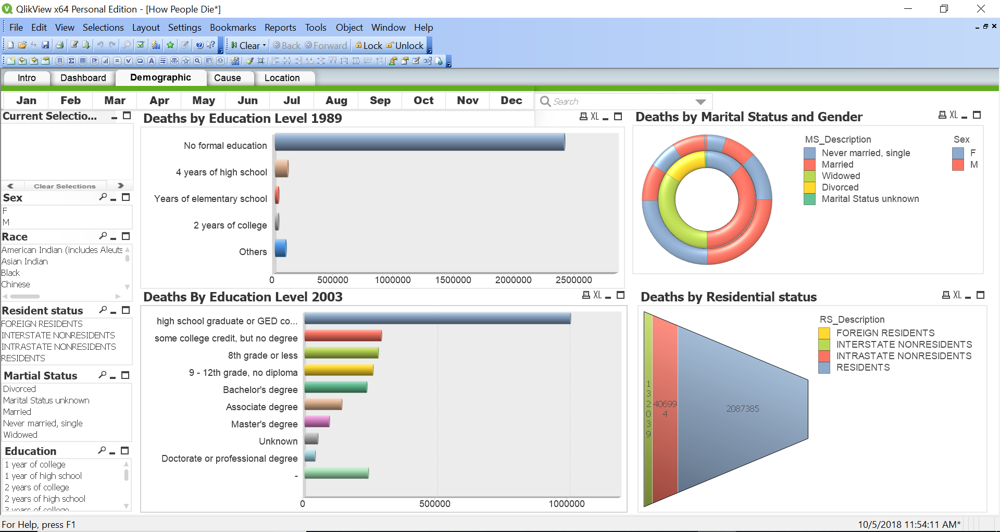 QlikView x64 Personal Edition - [How People Die*]
File Edit View Selections Layout Settings Bookmarks Reports Tools Object Window Help
Clear Back Forward Lock Unlock
Intro Dashboard Demographic Cause Location
Jan Feb Mar Apr May Jun Jul Aug Sep Oct Nov Dec Search
Current Selectio...
Clear Selections
Sex
F
M
Race
American Indian (includes Aleuts
Asian Indian
Black
Chinese
Resident status
FOREIGN RESIDENTS
INTERSTATE NONRESIDENTS
INTRASTATE NONRESIDENTS
RESIDENTS
Martial Status
Divorced
Marital Status unknown
Married
Never married, single
Widowed
Education
1 year of college
1 year of high school
2 years of college
2 years of high school
3 years of college
Deaths by Education Level 1989
XL
No formal education
4 years of high school
Years of elementary school
2 years of college
Others
0 500000 1000000 1500000 2000000 2500000
Deaths by Marital Status and Gender
XL
MS_Description
Never married, single
Married
Widowed
Divorced
Marital Status unknown
Sex
F
M
Deaths By Education Level 2003
XL
high school graduate or GED co...
some college credit, but no degree
8th grade or less
9 - 12th grade, no diploma
Bachelor's degree
Associate degree
Master's degree
Unknown
Doctorate or professional degree
-
0 500000 1000000
Deaths by Residential status
XL
132039
406994
2087385
RS_Description
FOREIGN RESIDENTS
INTERSTATE NONRESIDENTS
INTRASTATE NONRESIDENTS
RESIDENTS
For Help, press F1
10/5/2018 11:54:11 AM*